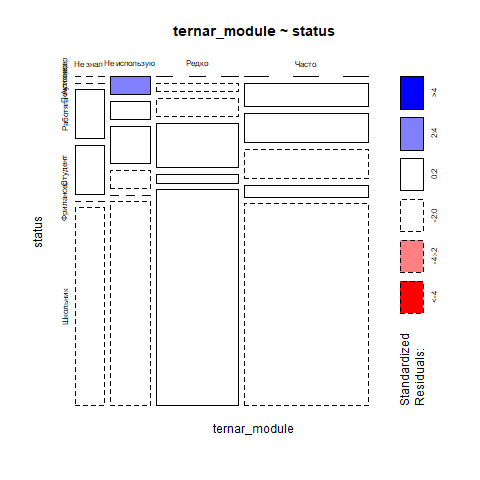 ternar_module ~ status
Не знал
Не использую
Редко
Часто
Студент
Фрилансер
Школьник
status
ternar_module
>4
2:4
0:2
-2:0
-4:-2
<-4
Standardized
Residuals: